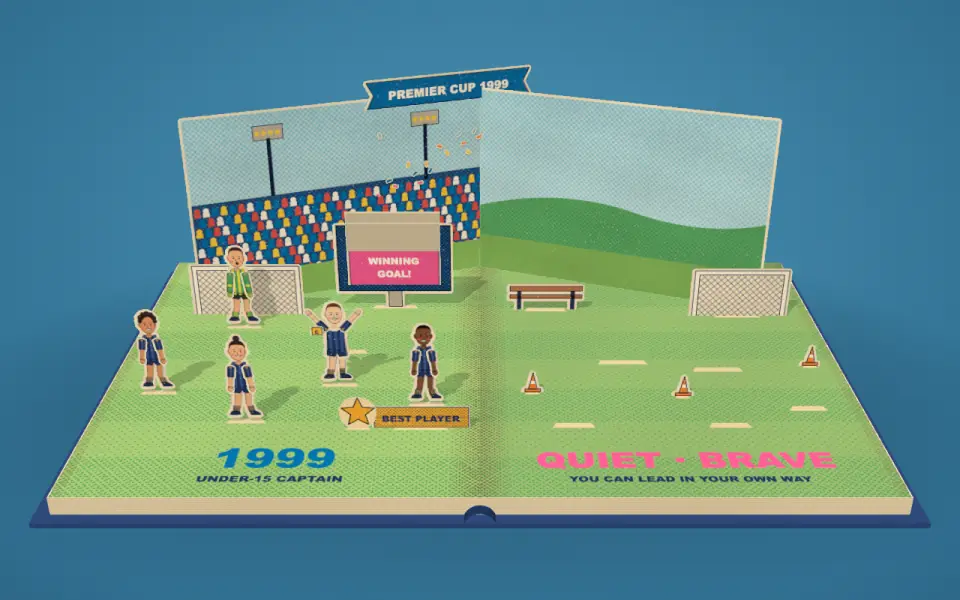 PREMIER CUP 1999
WINNING
GOAL!
BEST PLAYER
1999
UNDER-15 CAPTAIN
QUIET · BRAVE
YOU CAN LEAD IN YOUR OWN WAY